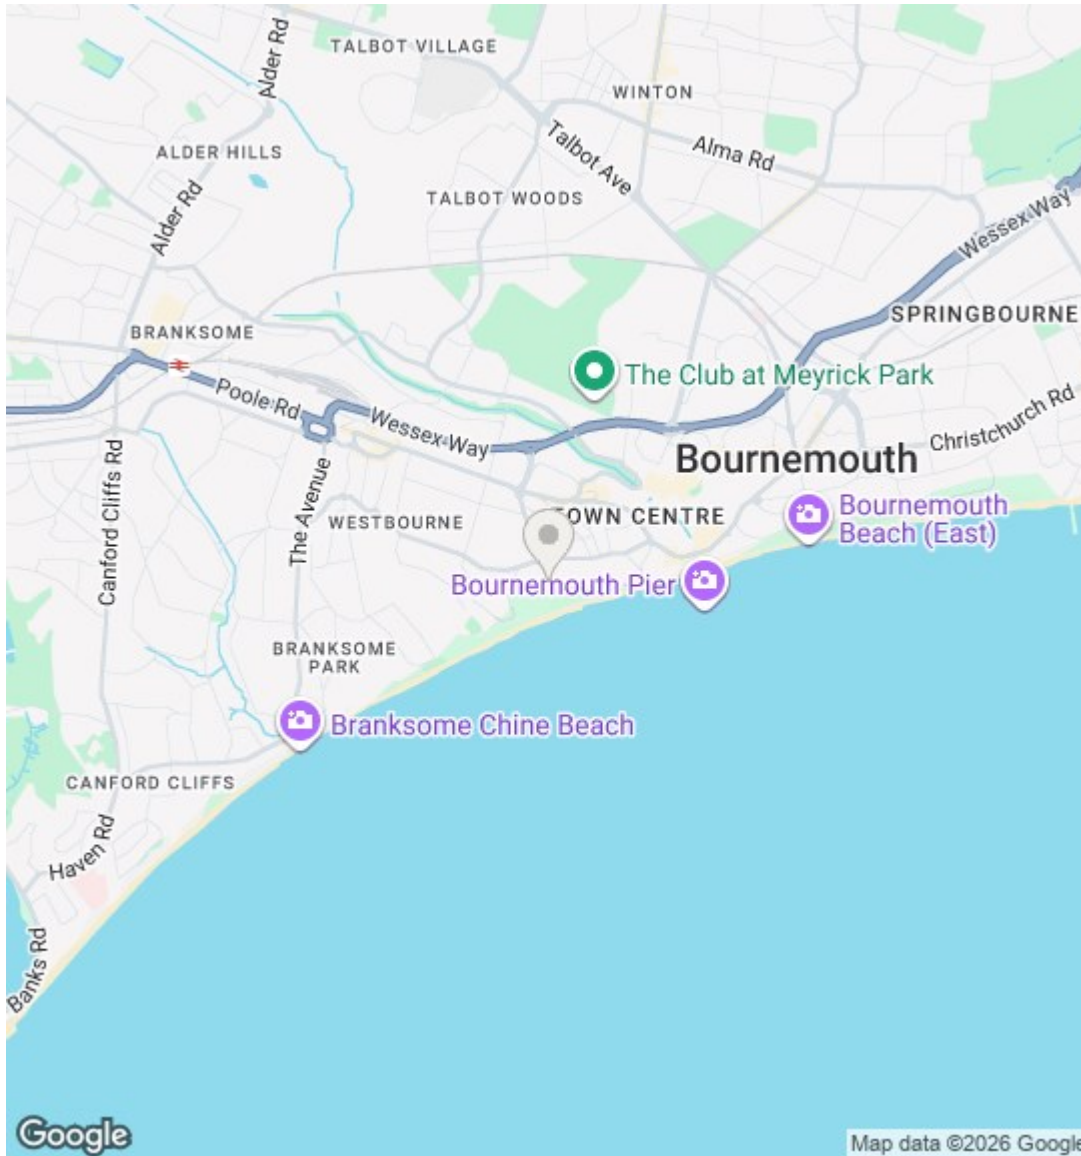 TALBOT VILLAGE
Alder Rd
WINTON
Talbot Ave
Alma Rd
ALDER HILLS
TALBOT WOODS
Alder Rd
Wessex Way
SPRINGBOURNE
BRANKSOME
The Club at Meyrick Park
Poole Rd
Wessex Way
Christchurch Rd
Bournemouth
Canford Cliffs Rd
The Avenue
WESTBOURNE
TOWN CENTRE
Bournemouth
Beach (East)
Bournemouth Pier
BRANKSOME
PARK
Branksome Chine Beach
CANFORD CLIFFS
Haven Rd
Banks Rd
Google
Map data ©2026 Google